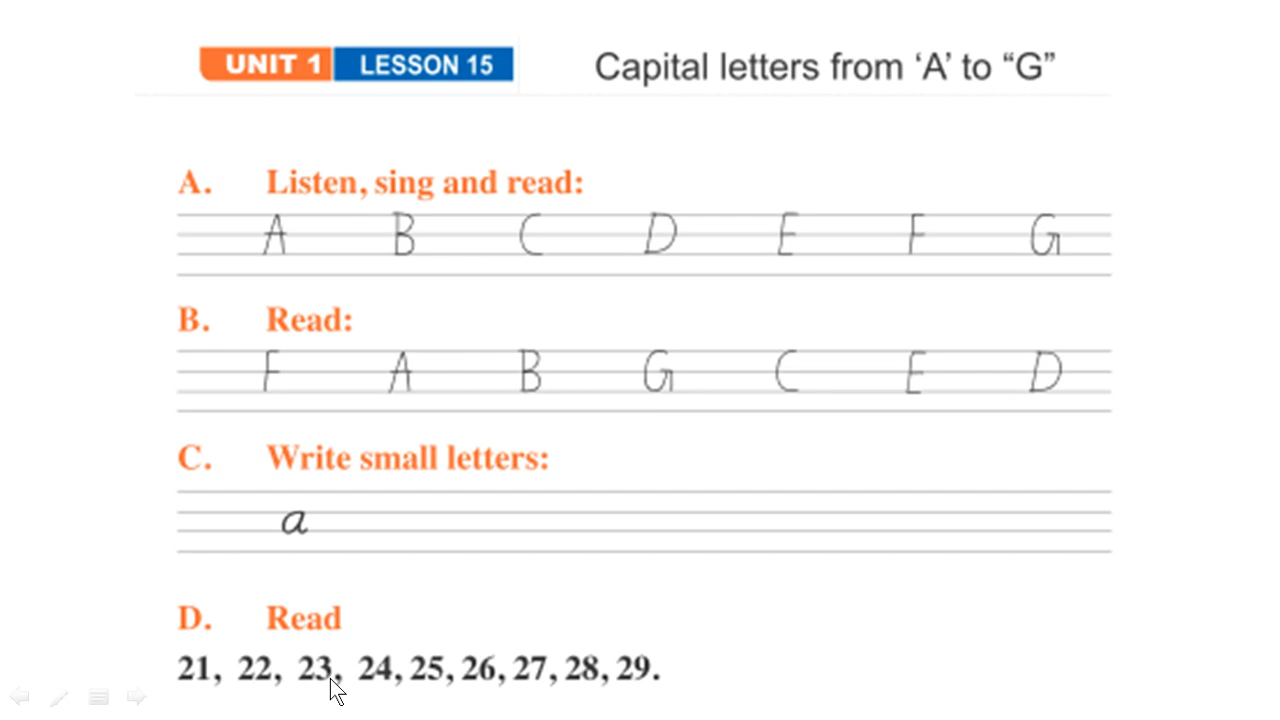 UNIT 1 LESSON 15 Capital letters from ‘A’ to “G”
A. Listen, sing and read:
A B C D E F G
B. Read:
F A B G C E D
C. Write small letters:
a
D. Read
21, 22, 23, 24, 25, 26, 27, 28, 29.